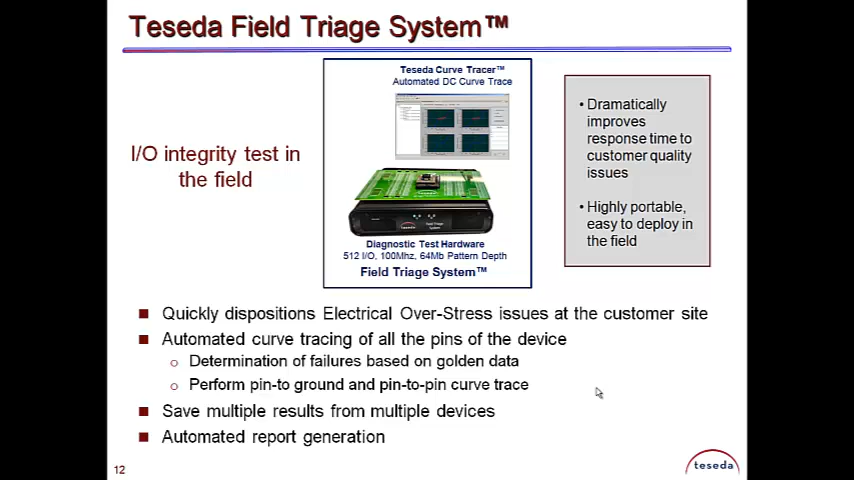 Teseda Field Triage System™
Teseda Curve Tracer™
Automated DC Curve Trace
I/O integrity test in
the field
Diagnostic Test Hardware
512 I/O, 100Mhz, 64Mb Pattern Depth
Field Triage System™
• Dramatically
improves
response time to
customer quality
issues
• Highly portable,
easy to deploy in
the field
■ Quickly dispositions Electrical Over-Stress issues at the customer site
■ Automated curve tracing of all the pins of the device
○ Determination of failures based on golden data
○ Perform pin-to ground and pin-to-pin curve trace
■ Save multiple results from multiple devices
■ Automated report generation
12
teseda